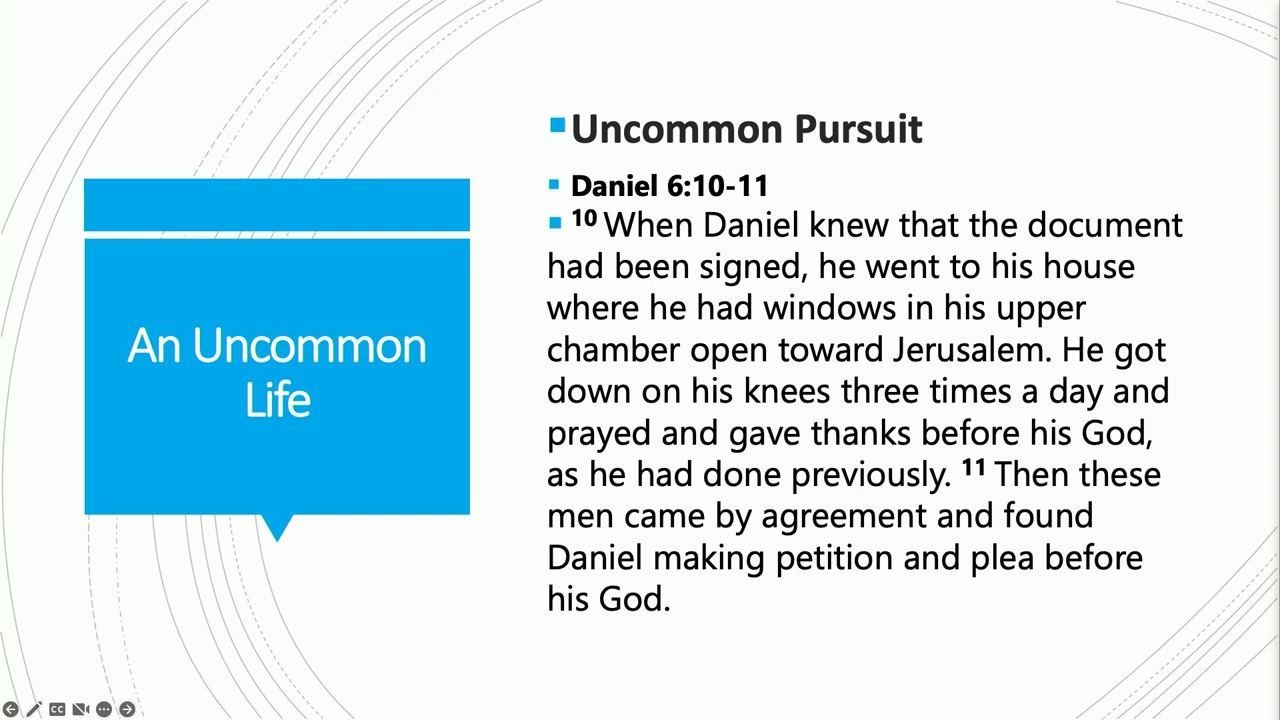 An Uncommon
Life
Uncommon Pursuit
Daniel 6:10-11
10 When Daniel knew that the document
had been signed, he went to his house
where he had windows in his upper
chamber open toward Jerusalem. He got
down on his knees three times a day and
prayed and gave thanks before his God,
as he had done previously. 11 Then these
men came by agreement and found
Daniel making petition and plea before
his God.
CC